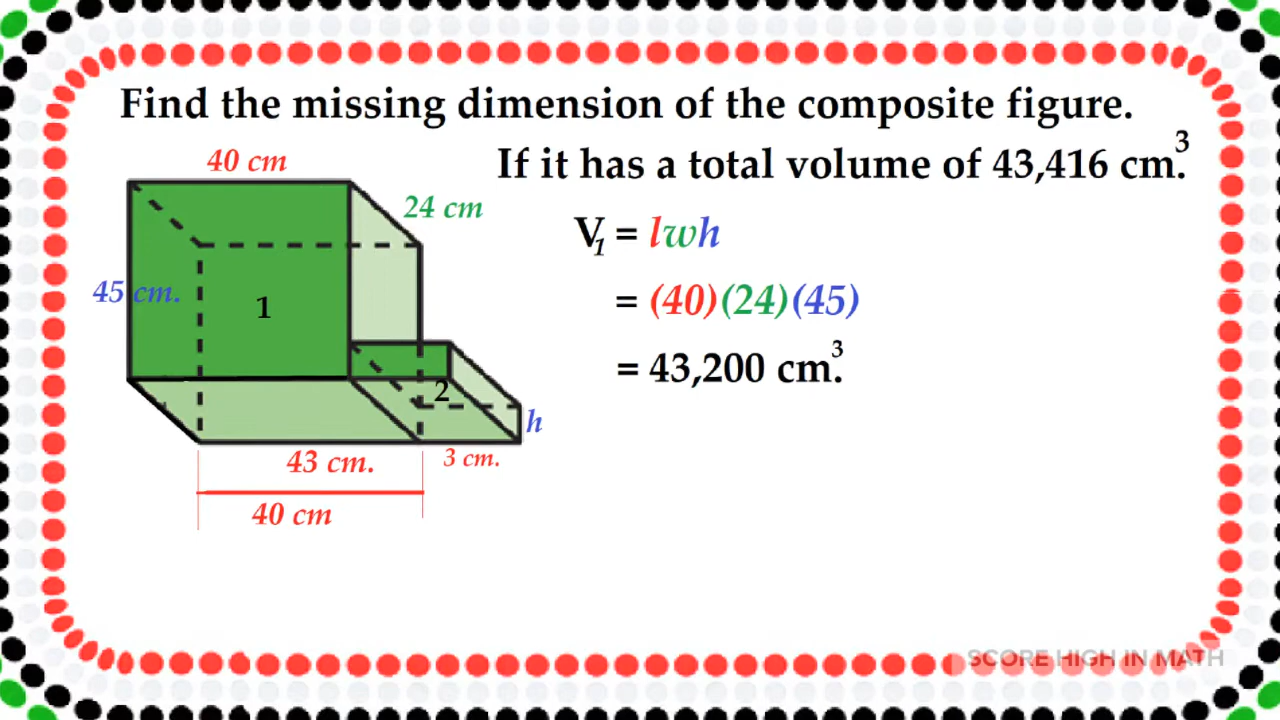 Find the missing dimension of the composite figure.
If it has a total volume of 43,416 cm.³
40 cm
24 cm
45 cm.
1
2
h
43 cm.
3 cm.
40 cm
V₁ = lwh
= (40)(24)(45)
= 43,200 cm.³
SCORE HIGH IN MATH